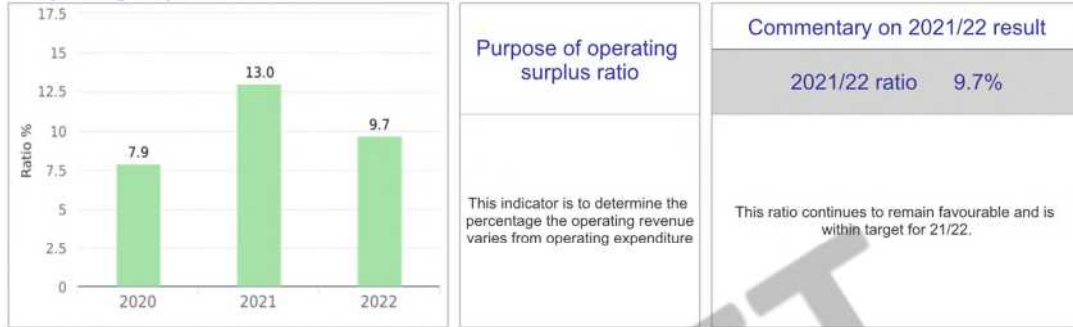 17.5
15
12.5
10
7.5
5
2.5
0
Ratio %
7.9
13.0
9.7
2020
2021
2022
Purpose of operating
surplus ratio
This indicator is to determine the
percentage the operating revenue
varies from operating expenditure
Commentary on 2021/22 result
2021/22 ratio 9.7%
This ratio continues to remain favourable and is
within target for 21/22.